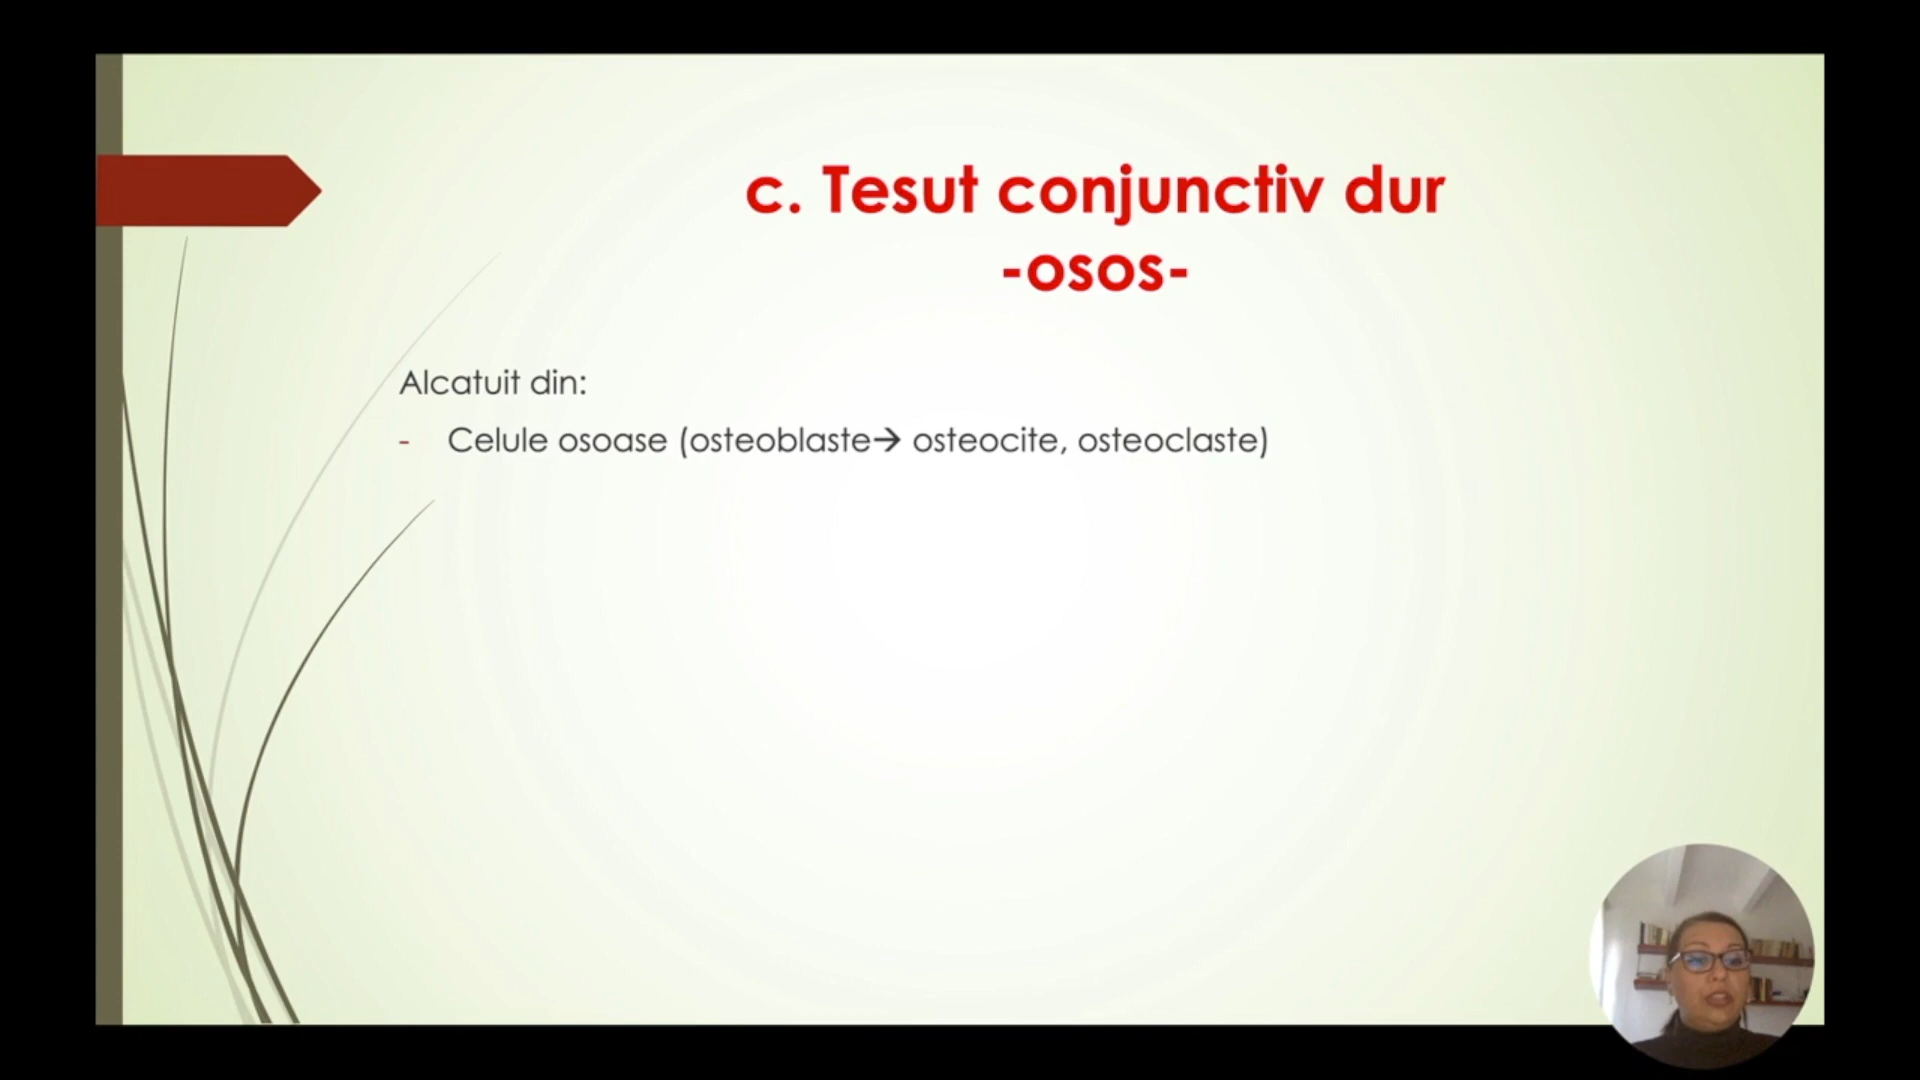 c. Tesut conjunctiv dur
-osos-
Alcatuit din:
- Celule osoase (osteoblaste→ osteocite, osteoclaste)